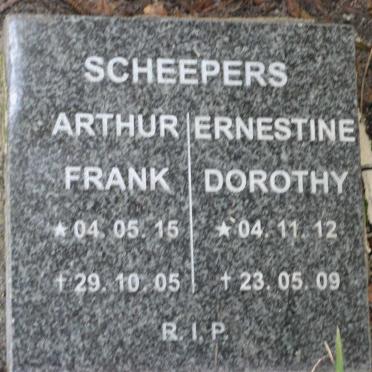 SCHEEPERS
ARTHUR ERNESTINE
FRANK DOROTHY
★ 04. 05. 15 ★ 04. 11. 12
† 29. 10. 05 † 23. 05. 09
R. I. P.